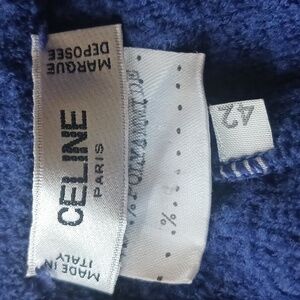 MARQUE
DEPOSEE
CELINE
PARIS
MADE IN
ITALY
%
42